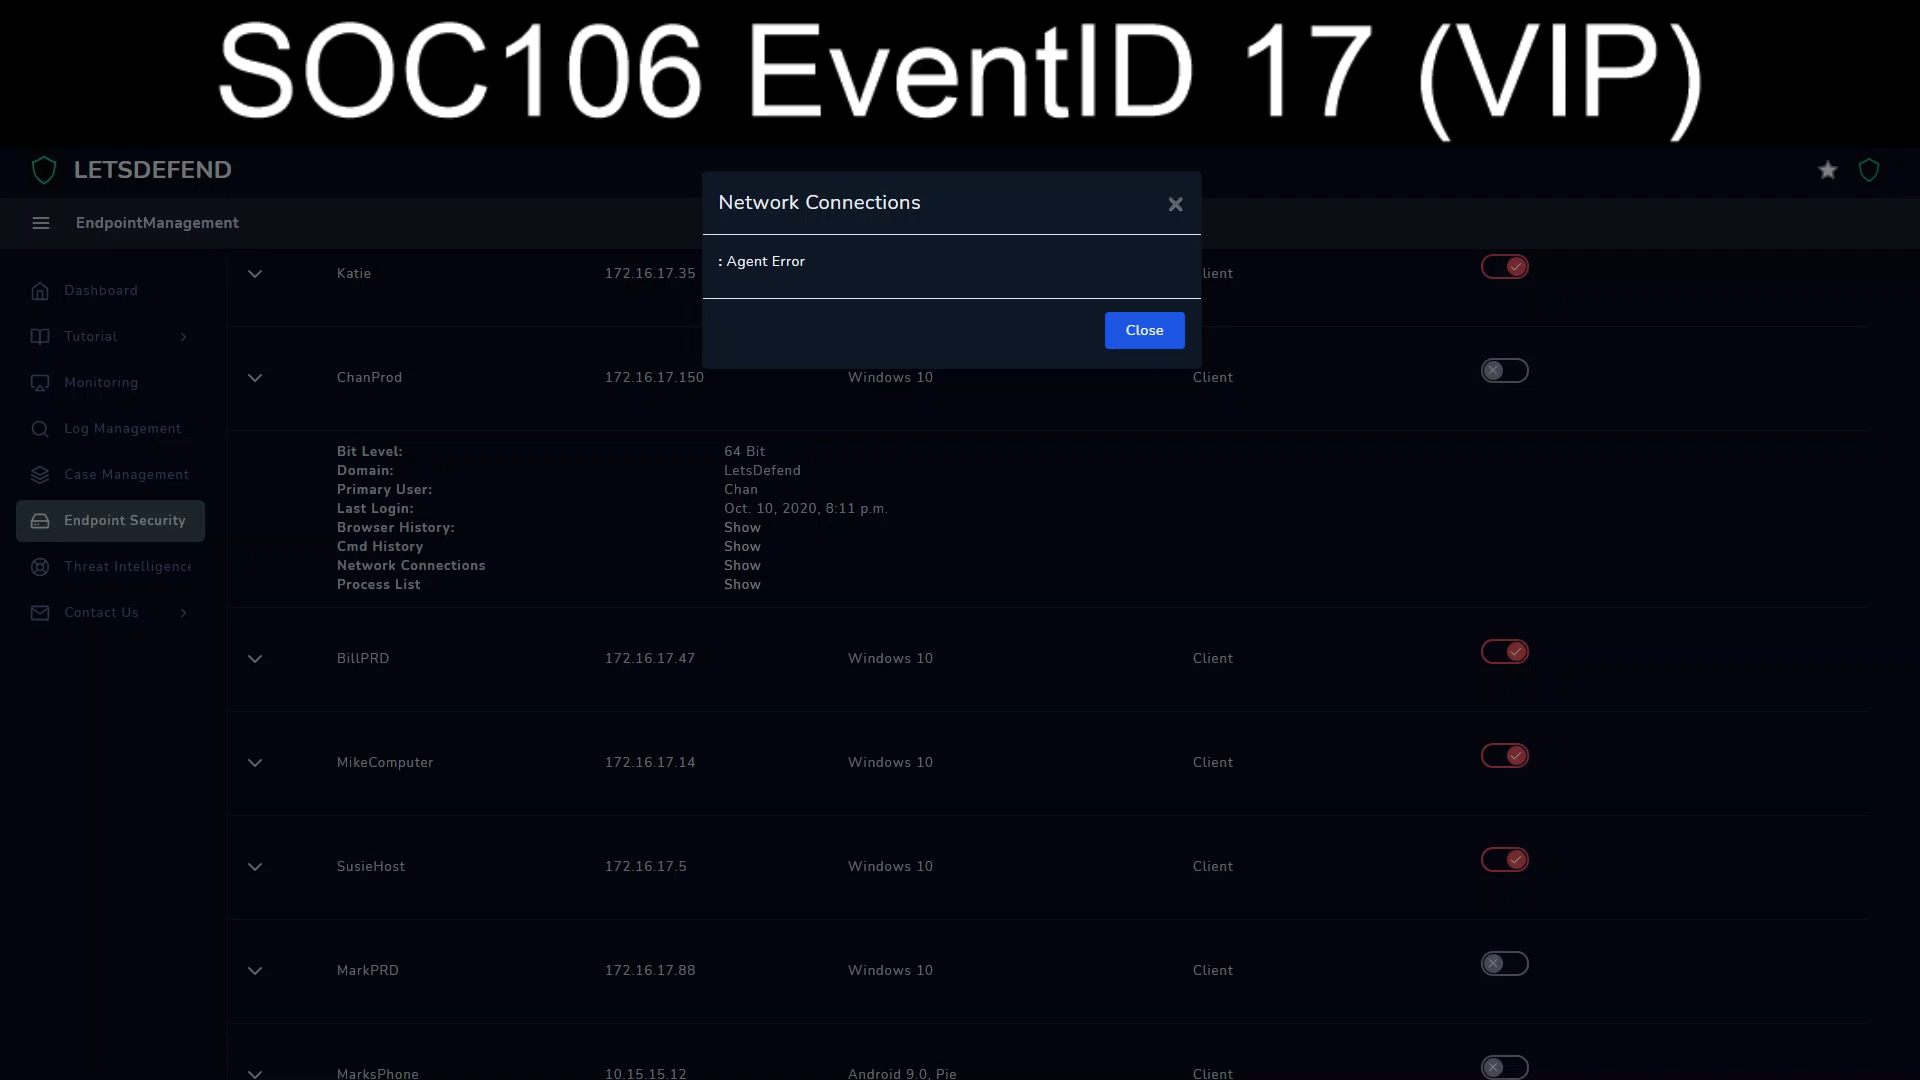 SOC106 EventID 17 (VIP)
LETSDEFEND
EndpointManagement
Network Connections
: Agent Error
Close
Dashboard
Tutorial
Monitoring
Log Management
Case Management
Endpoint Security
Threat Intelligence
Contact Us
Katie 172.16.17.35 lient
ChanProd 172.16.17.150 Windows 10 Client
Bit Level: 64 Bit
Domain: LetsDefend
Primary User: Chan
Last Login: Oct. 10, 2020, 8:11 p.m.
Browser History: Show
Cmd History Show
Network Connections Show
Process List Show
BillPRD 172.16.17.47 Windows 10 Client
MikeComputer 172.16.17.14 Windows 10 Client
SusieHost 172.16.17.5 Windows 10 Client
MarkPRD 172.16.17.88 Windows 10 Client
MarksPhone 10.15.15.12 Android 9.0, Pie Client